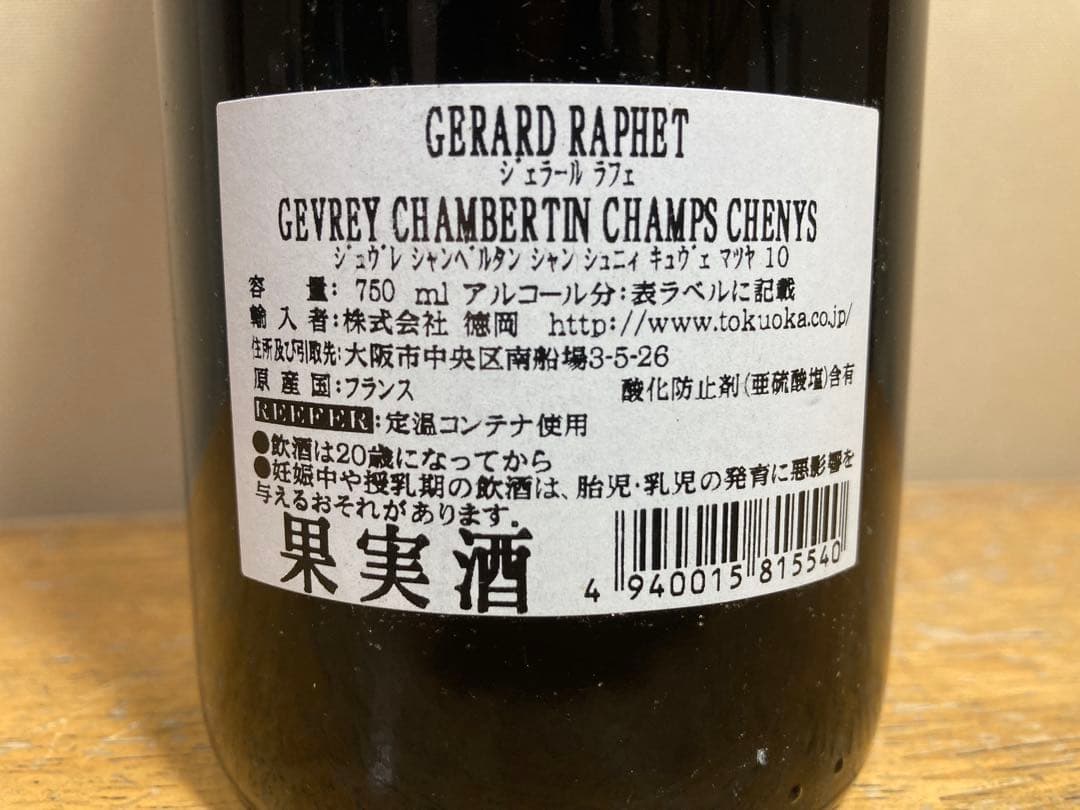 GERARD RAPHET
ジェラール ラフェ
GEVREY CHAMBERTIN CHAMPS CHENYS
ジュヴレ シャンベルタン シャン シュニィ キュヴェ マツヤ 10
容 量: 750 ml アルコール分:表ラベルに記載
輸入者:株式会社 徳岡 http://www.tokuoka.co.jp/
住所及び引取先:大阪市中央区南船場3-5-26
原産国:フランス 酸化防止剤(亜硫酸塩)含有
REEFER:定温コンテナ使用
●飲酒は20歳になってから
●妊娠中や授乳期の飲酒は、胎児・乳児の発育に悪影響を
与えるおそれがあります。
果実酒
4 940015 815540